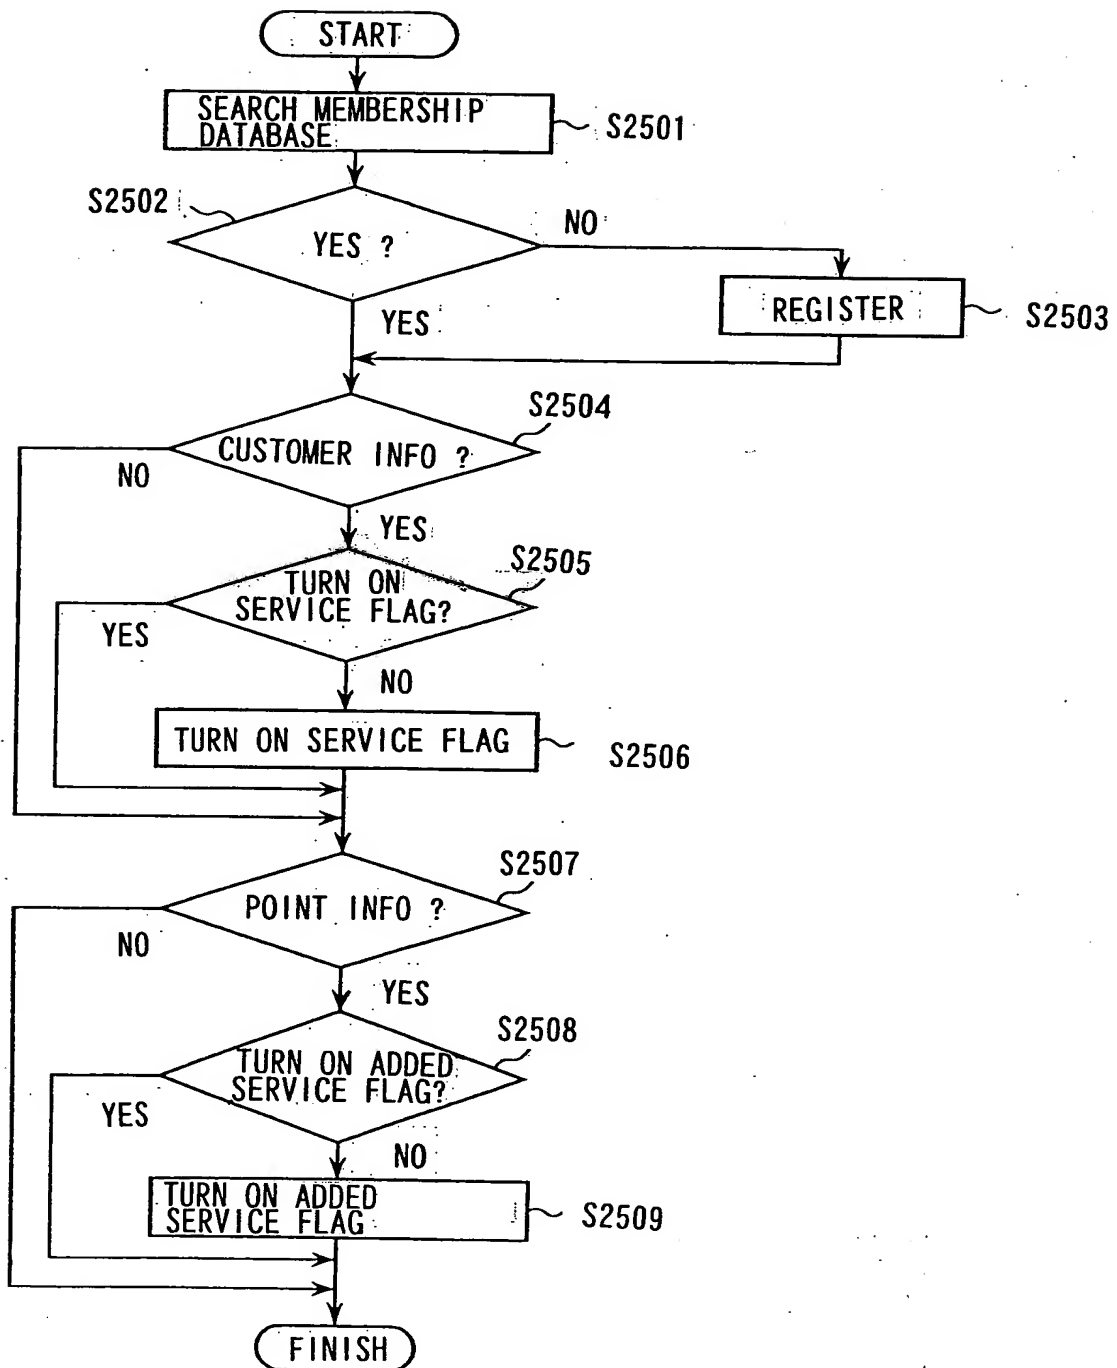 START
SEARCH MEMBERSHIP
DATABASE
S2501
S2502
YES ?
NO
YES
REGISTER
S2503
S2504
CUSTOMER INFO ?
NO
YES
S2505
TURN ON
SERVICE FLAG?
YES
NO
TURN ON SERVICE FLAG
S2506
S2507
POINT INFO ?
NO
YES
S2508
TURN ON ADDED
SERVICE FLAG?
YES
NO
TURN ON ADDED
SERVICE FLAG
S2509
FINISH